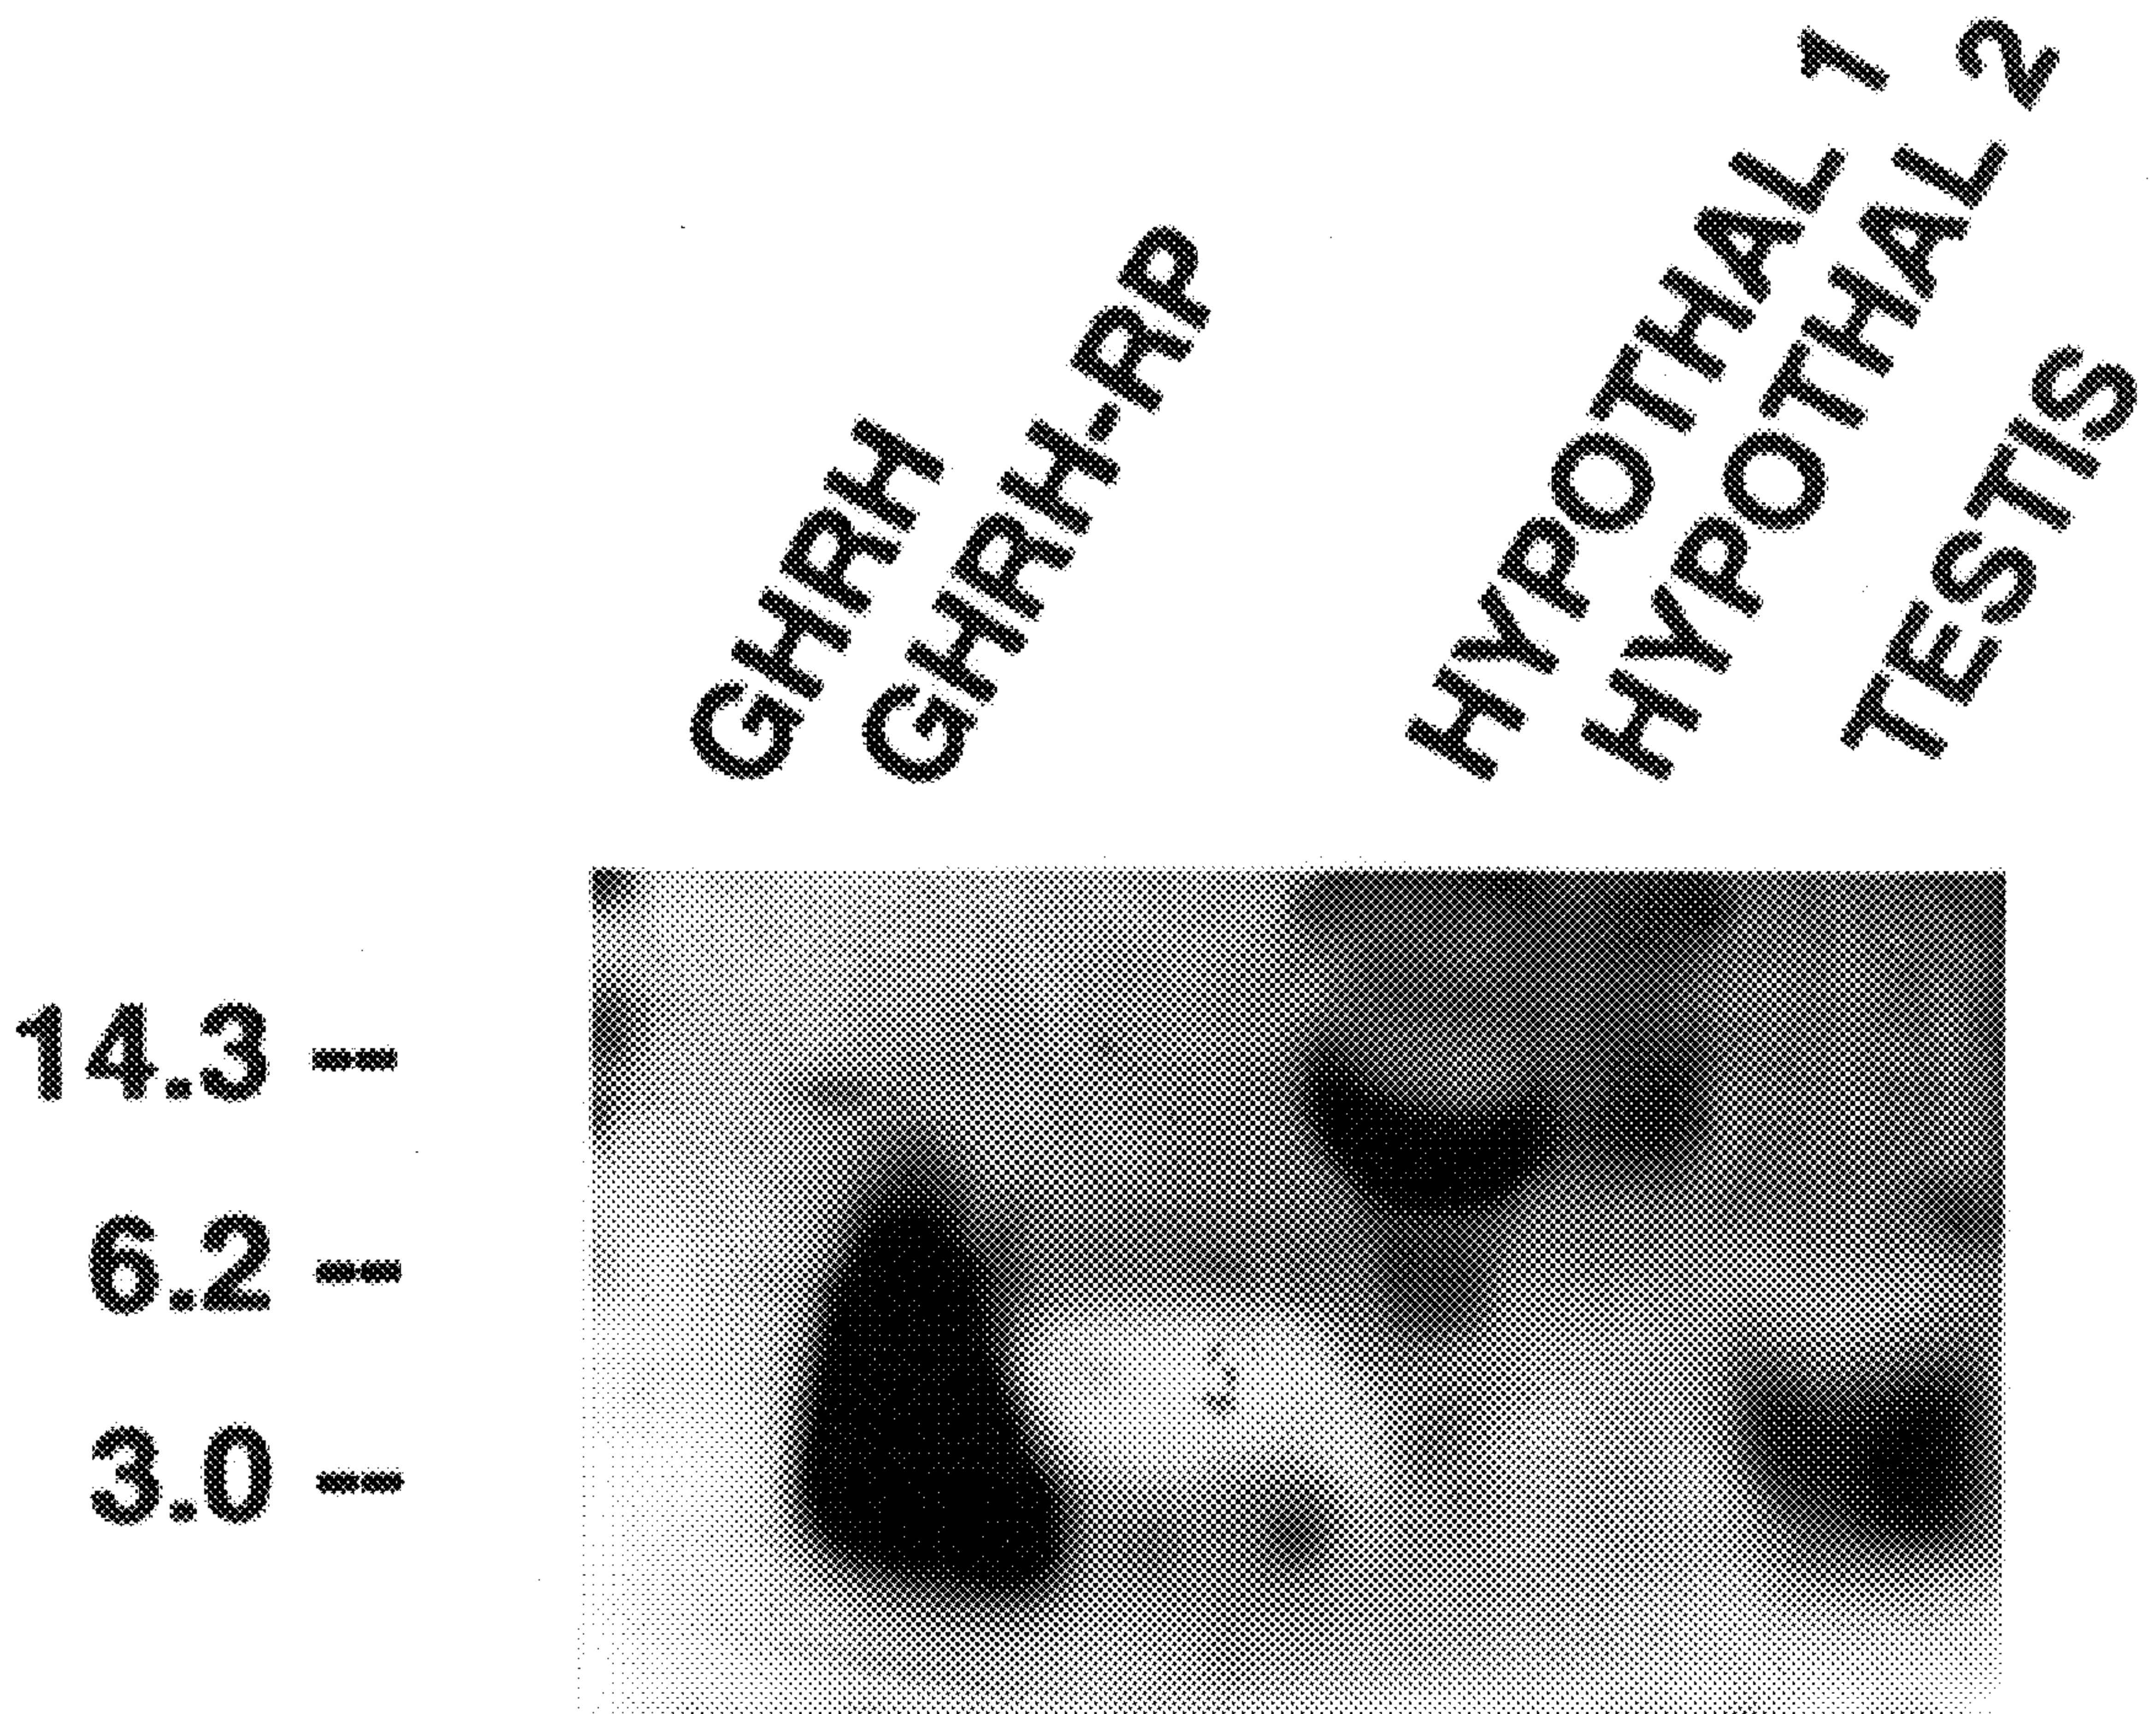 GHRH
GHRH-RP
HYPOTHAL 1
HYPOTHAL 2
TESTIS
14.3 --
6.2 --
3.0 --